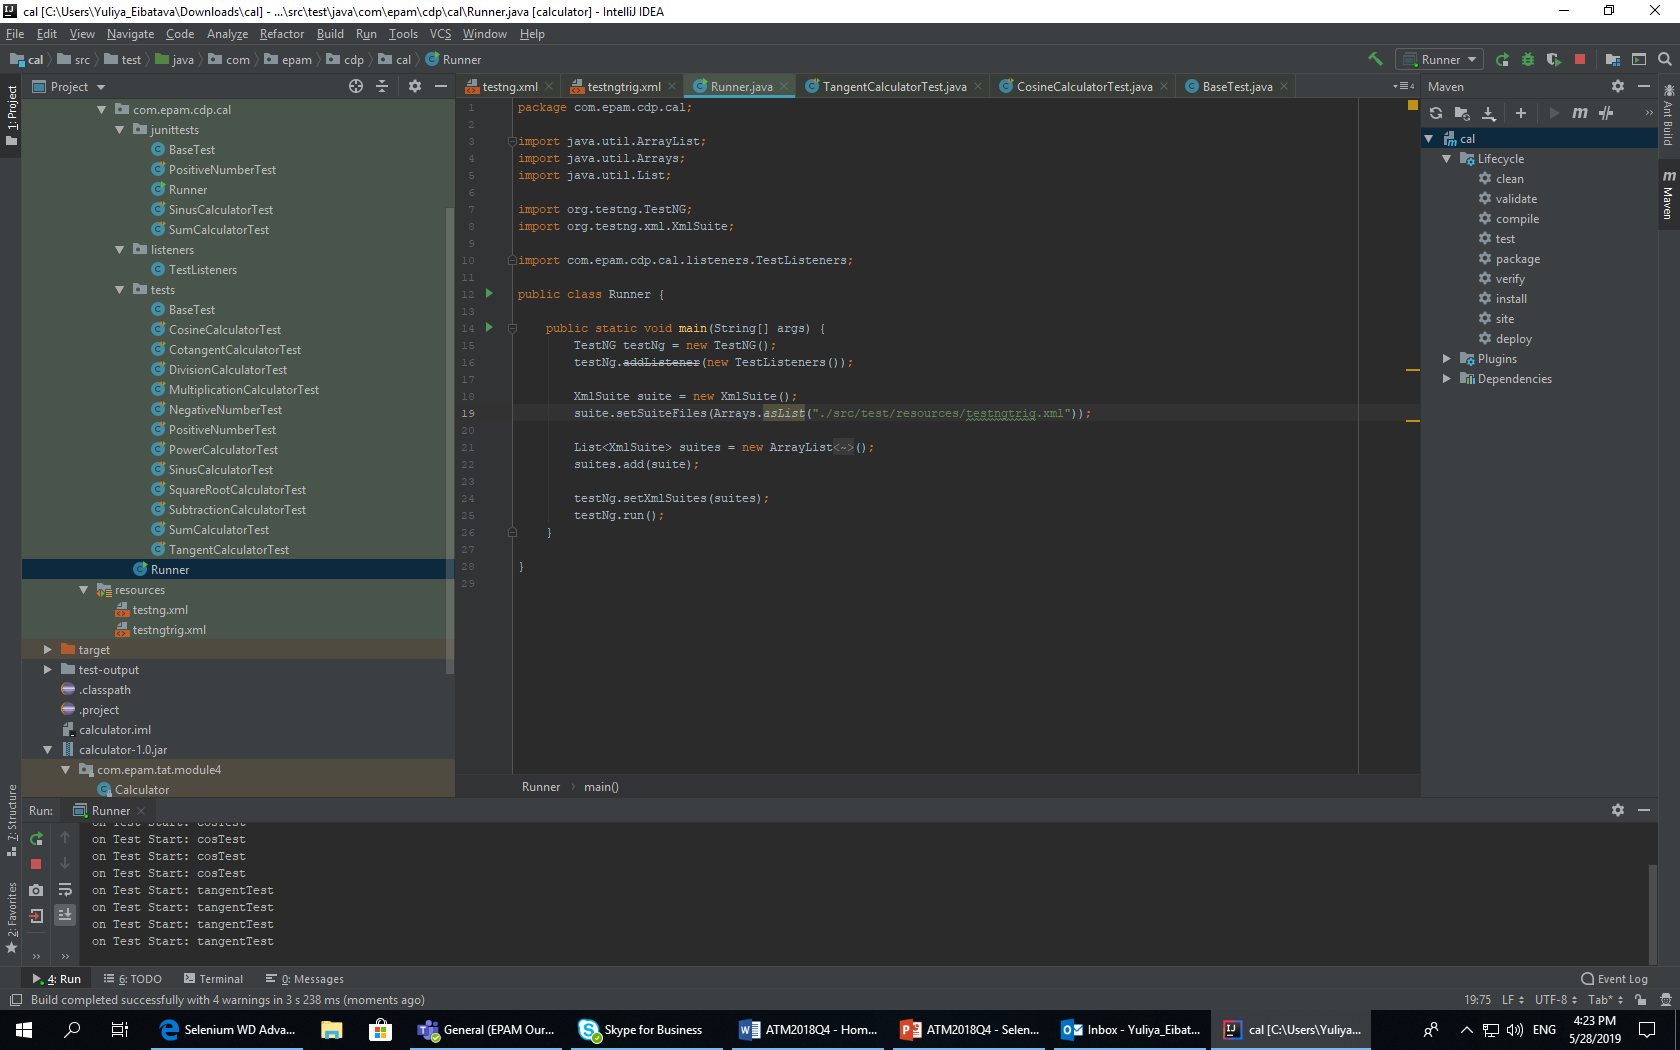 cal [C:\Users\Yuliya_Eibatava\Downloads\cal] - ...\src\test\java\com\epam\cdp\cal\Runner.java [calculator] - IntelliJ IDEA
File Edit View Navigate Code Analyze Refactor Build Run Tools VCS Window Help
cal src test java com epam cdp cal Runner
Runner
1: Project
Project
com.epam.cdp.cal
junittests
BaseTest
PositiveNumberTest
Runner
SinusCalculatorTest
SumCalculatorTest
listeners
TestListeners
tests
BaseTest
CosineCalculatorTest
CotangentCalculatorTest
DivisionCalculatorTest
MultiplicationCalculatorTest
NegativeNumberTest
PositiveNumberTest
PowerCalculatorTest
SinusCalculatorTest
SquareRootCalculatorTest
SubtractionCalculatorTest
SumCalculatorTest
TangentCalculatorTest
Runner
resources
testng.xml
testngtrig.xml
target
test-output
.classpath
.project
calculator.iml
calculator-1.0.jar
com.epam.tat.module4
Calculator
testng.xml testngtrig.xml Runner.java TangentCalculatorTest.java CosineCalculatorTest.java BaseTest.java
4
1 package com.epam.cdp.cal;
2
3 import java.util.ArrayList;
4 import java.util.Arrays;
5 import java.util.List;
6
7 import org.testng.TestNG;
8 import org.testng.xml.XmlSuite;
9
10 import com.epam.cdp.cal.listeners.TestListeners;
11
12 public class Runner {
13
14 public static void main(String[] args) {
15 TestNG testNg = new TestNG();
16 testNg.addListener(new TestListeners());
17
18 XmlSuite suite = new XmlSuite();
19 suite.setSuiteFiles(Arrays.asList("./src/test/resources/testngtrig.xml"));
20
21 List<XmlSuite> suites = new ArrayList<~>();
22 suites.add(suite);
23
24 testNg.setXmlSuites(suites);
25 testNg.run();
26 }
27
28 }
29
Runner main()
Maven
m
cal
Lifecycle
clean
validate
compile
test
package
verify
install
site
deploy
Plugins
Dependencies
Ant Build
m Maven
7: Structure
2: Favorites
Run: Runner
on Test Start: cosTest
on Test Start: cosTest
on Test Start: cosTest
on Test Start: cosTest
on Test Start: tangentTest
on Test Start: tangentTest
on Test Start: tangentTest
on Test Start: tangentTest
4: Run 6: TODO Terminal 0: Messages Event Log
Build completed successfully with 4 warnings in 3 s 238 ms (moments ago)
19:75 LF UTF-8 Tab*
Selenium WD Adva... General (EPAM Our... Skype for Business ATM2018Q4 - Hom... ATM2018Q4 - Selen... Inbox - Yuliya_Eibat... cal [C:\Users\Yuliya... ENG
4:23 PM
5/28/2019